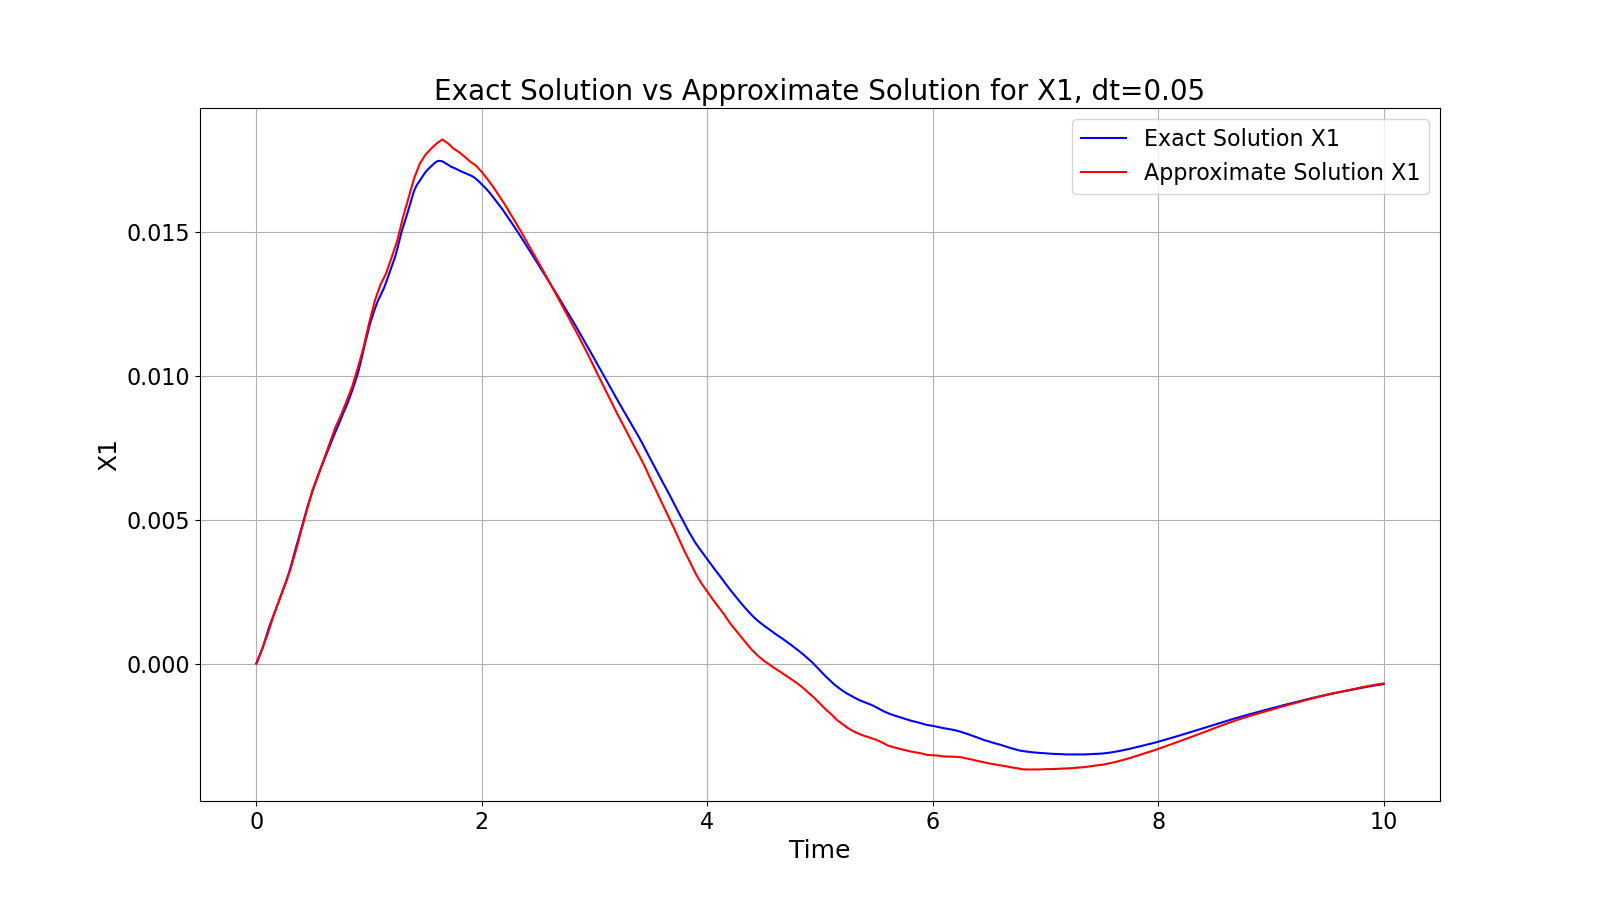 Exact Solution vs Approximate Solution for X1, dt=0.05
Exact Solution X1
Approximate Solution X1
0.015
0.010
0.005
0.000
X1
0 2 4 6 8 10
Time